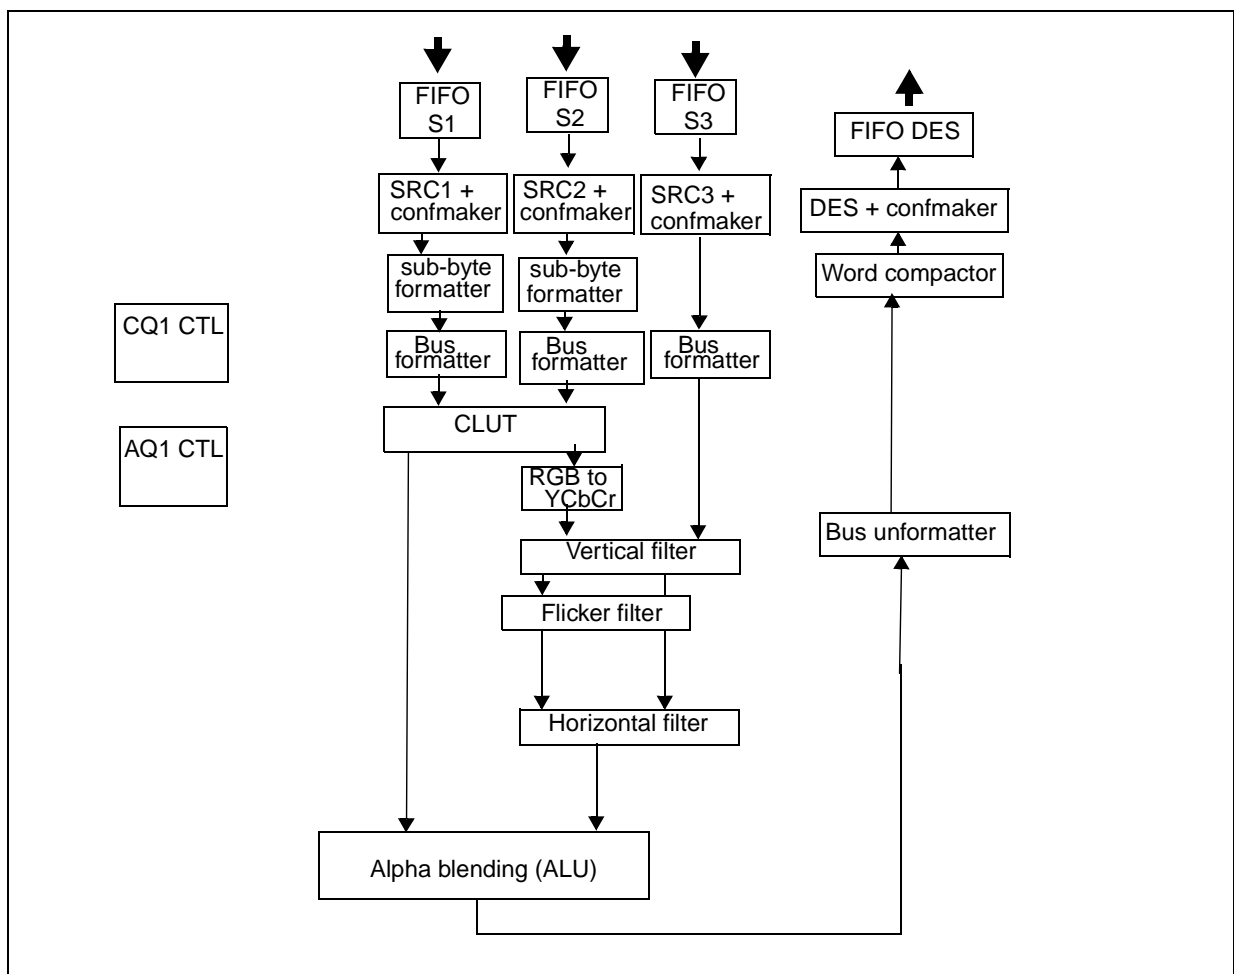 FIFO
S1
FIFO
S2
FIFO
S3
FIFO DES
SRC1 +
confmaker
SRC2 +
confmaker
SRC3 +
confmaker
DES + confmaker
sub-byte
formatter
sub-byte
formatter
Word compactor
CQ1 CTL
Bus
formatter
Bus
formatter
Bus
formatter
CLUT
AQ1 CTL
RGB to
YCbCr
Bus unformatter
Vertical filter
Flicker filter
Horizontal filter
Alpha blending (ALU)